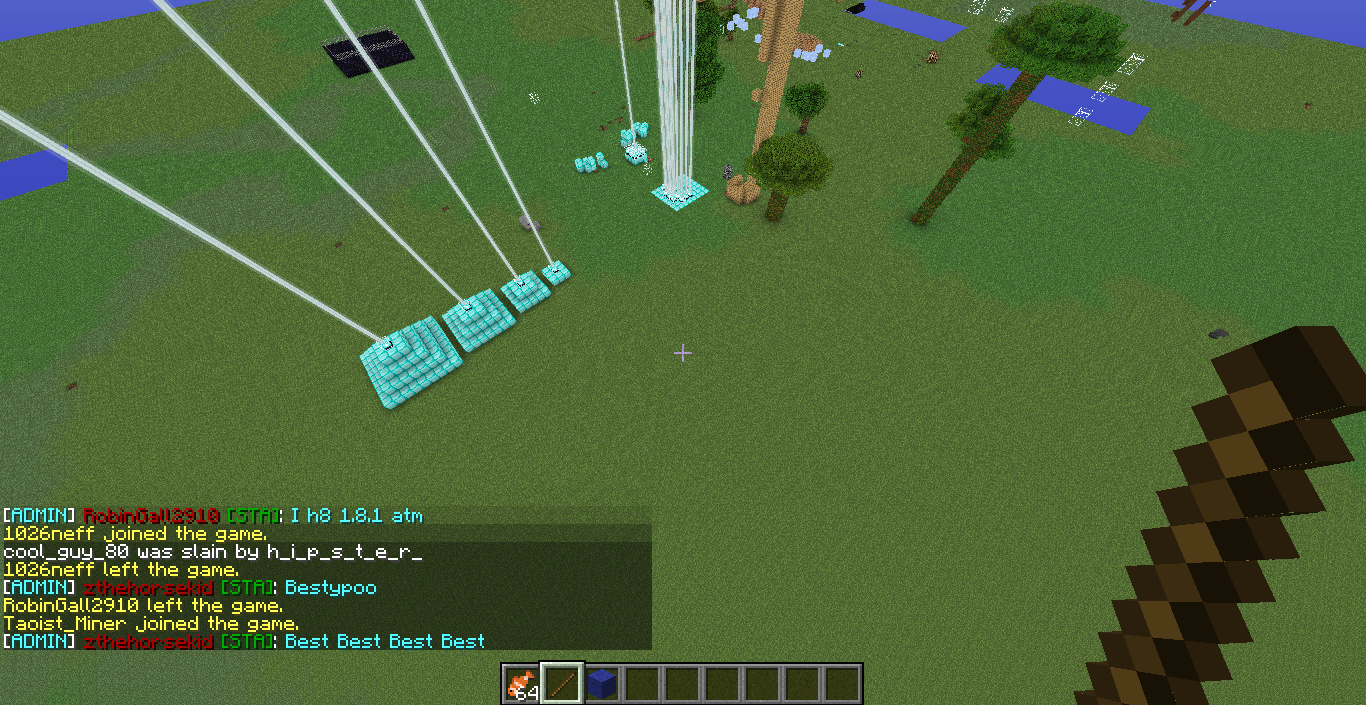 [ADMIN] RobinGall2910 [STA]: I h8 1.8.1 atm
1026neff joined the game.
cool_guy_80 was slain by h_i_p_s_t_e_r_
1026neff left the game.
[ADMIN] zthehorsekid [STA]: Bestypoo
RobinGall2910 left the game.
Taoist_Miner joined the game.
[ADMIN] zthehorsekid [STA]: Best Best Best Best
64